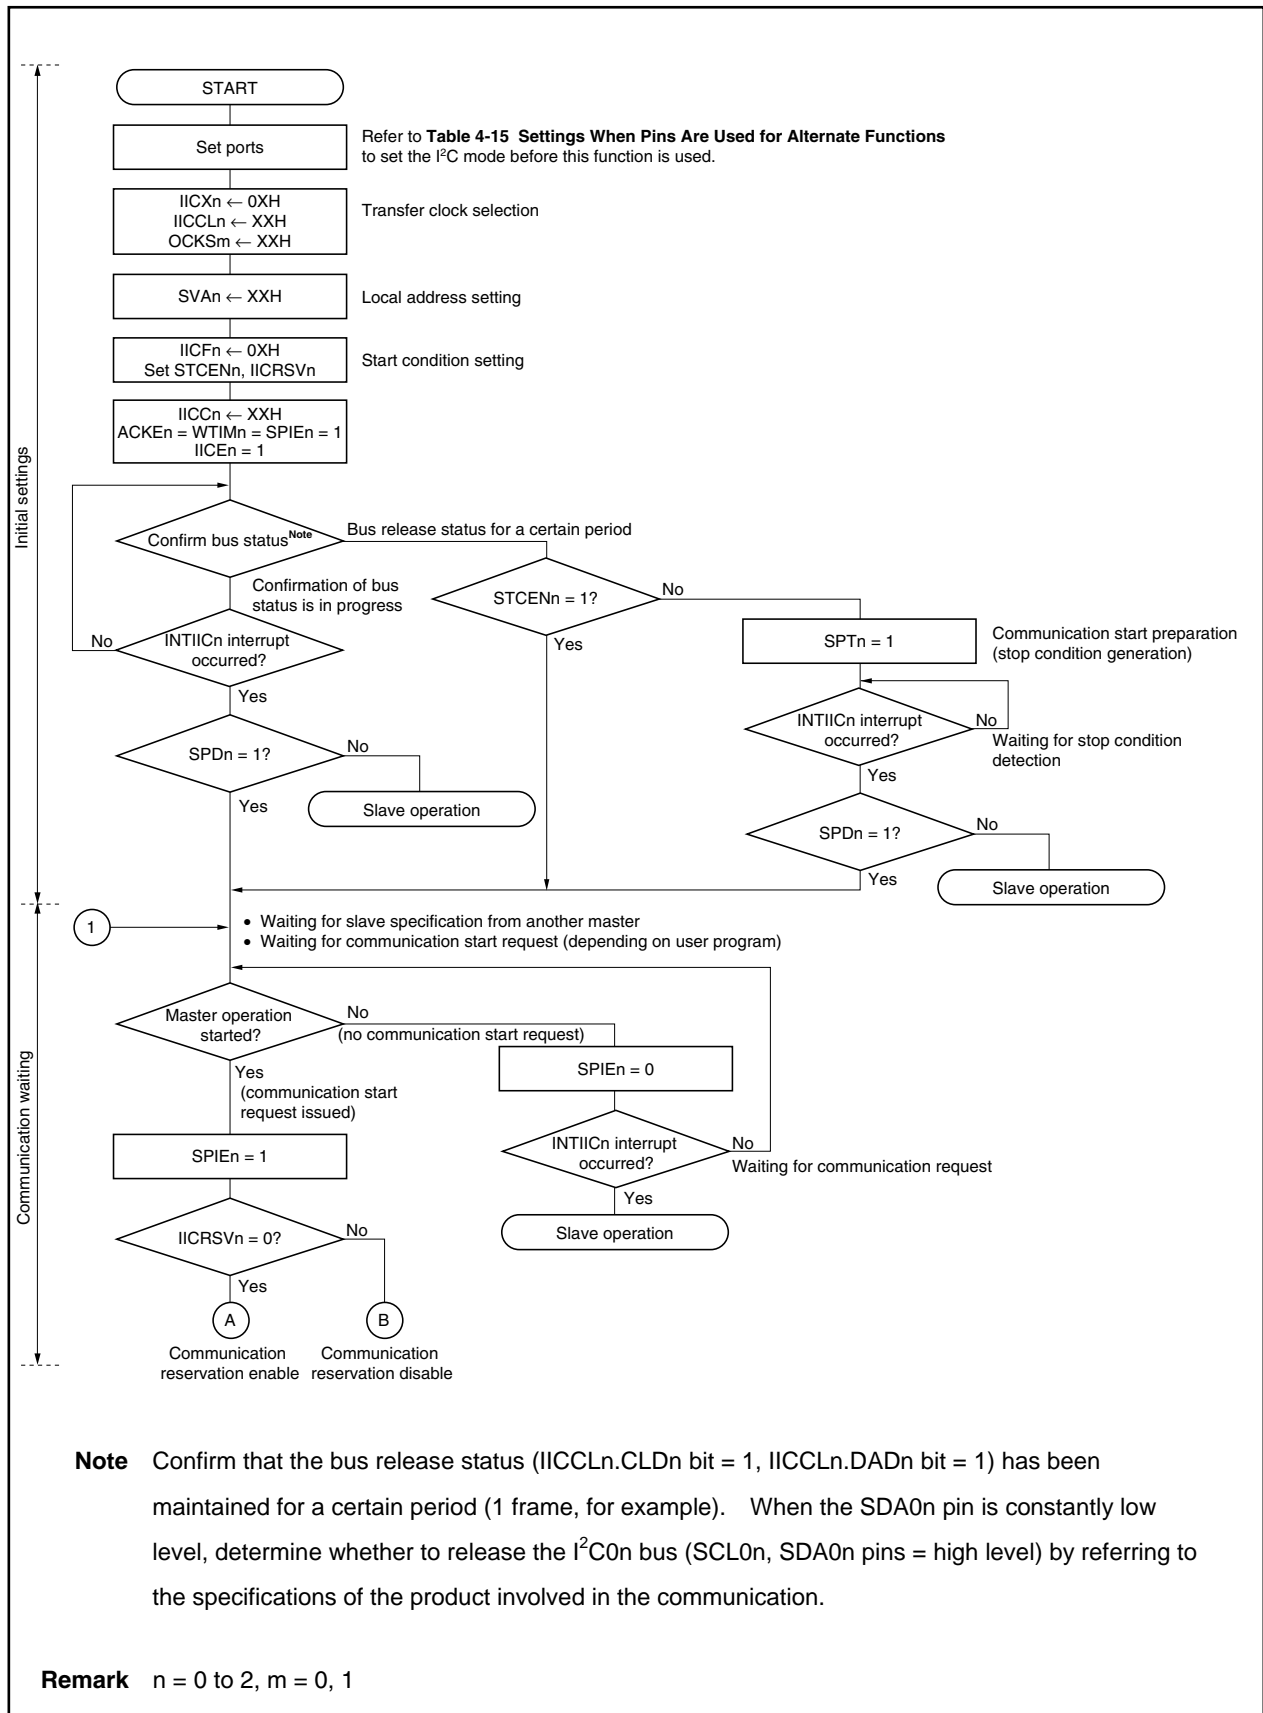 START
Set ports
Refer to Table 4-15 Settings When Pins Are Used for Alternate Functions
to set the I²C mode before this function is used.
IICXn ← 0XH
IICCLn ← XXH
OCKSm ← XXH
Transfer clock selection
SVAn ← XXH
Local address setting
IICFn ← 0XH
Set STCENn, IICRSVn
Start condition setting
IICCn ← XXH
ACKEn = WTIMn = SPIEn = 1
IICEn = 1
Initial settings
Confirm bus statusNote
Bus release status for a certain period
Confirmation of bus
status is in progress
STCENn = 1?
No
Yes
No
INTIICn interrupt
occurred?
Yes
SPTn = 1
Communication start preparation
(stop condition generation)
INTIICn interrupt
occurred?
No
Waiting for stop condition
detection
Yes
SPDn = 1?
No
Slave operation
Yes
SPDn = 1?
No
Slave operation
Yes
1
• Waiting for slave specification from another master
• Waiting for communication start request (depending on user program)
Communication waiting
Master operation
started?
No
(no communication start request)
Yes
(communication start
request issued)
SPIEn = 0
INTIICn interrupt
occurred?
No
Waiting for communication request
Yes
Slave operation
SPIEn = 1
IICRSVn = 0?
No
Yes
A
B
Communication
reservation enable
Communication
reservation disable
Note Confirm that the bus release status (IICCLn.CLDn bit = 1, IICCLn.DADn bit = 1) has been
maintained for a certain period (1 frame, for example). When the SDA0n pin is constantly low
level, determine whether to release the I²C0n bus (SCL0n, SDA0n pins = high level) by referring to
the specifications of the product involved in the communication.
Remark n = 0 to 2, m = 0, 1